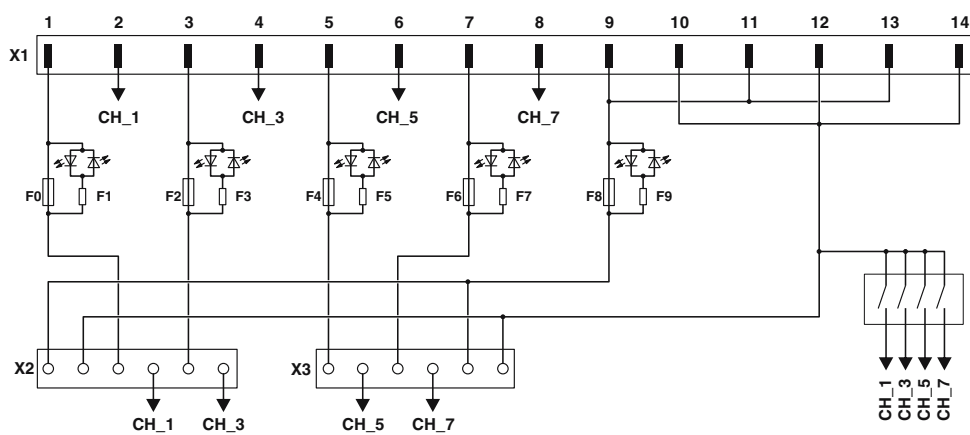 1 2 3 4 5 6 7 8 9 10 11 12 13 14
X1
CH_1 CH_3 CH_5 CH_7
F0 F1 F2 F3 F4 F5 F6 F7 F8 F9
X2 X3
CH_1 CH_3 CH_5 CH_7
CH_1
CH_3
CH_5
CH_7